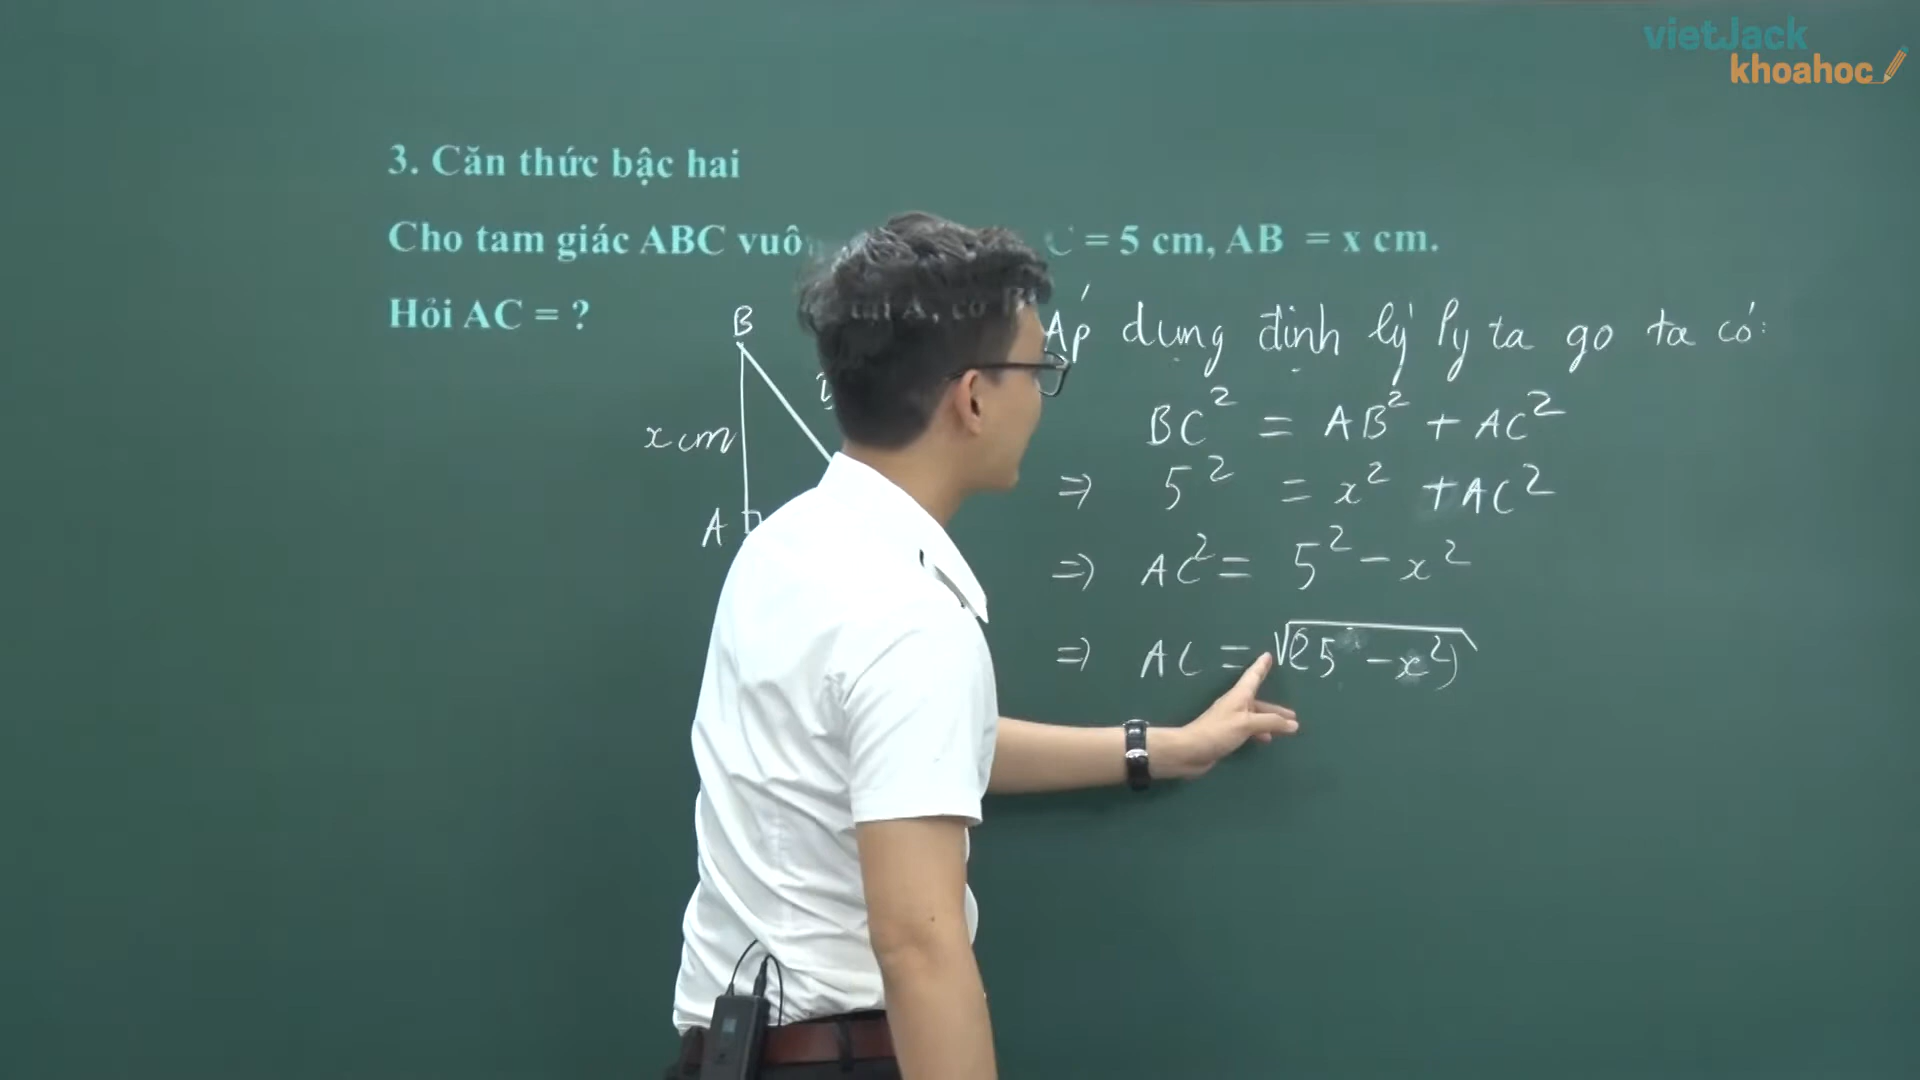 vietJack
khoahoc
3. Căn thức bậc hai
Cho tam giác ABC = 5 cm, AB = x cm.
Hỏi AC = ?
B
x cm
A
Áp dụng định lý Py ta go ta có:
BC² = AB² + AC²
⇒ 5² = x² + AC²
⇒ AC² = 5² - x²
⇒ AC = √(25 - x²)